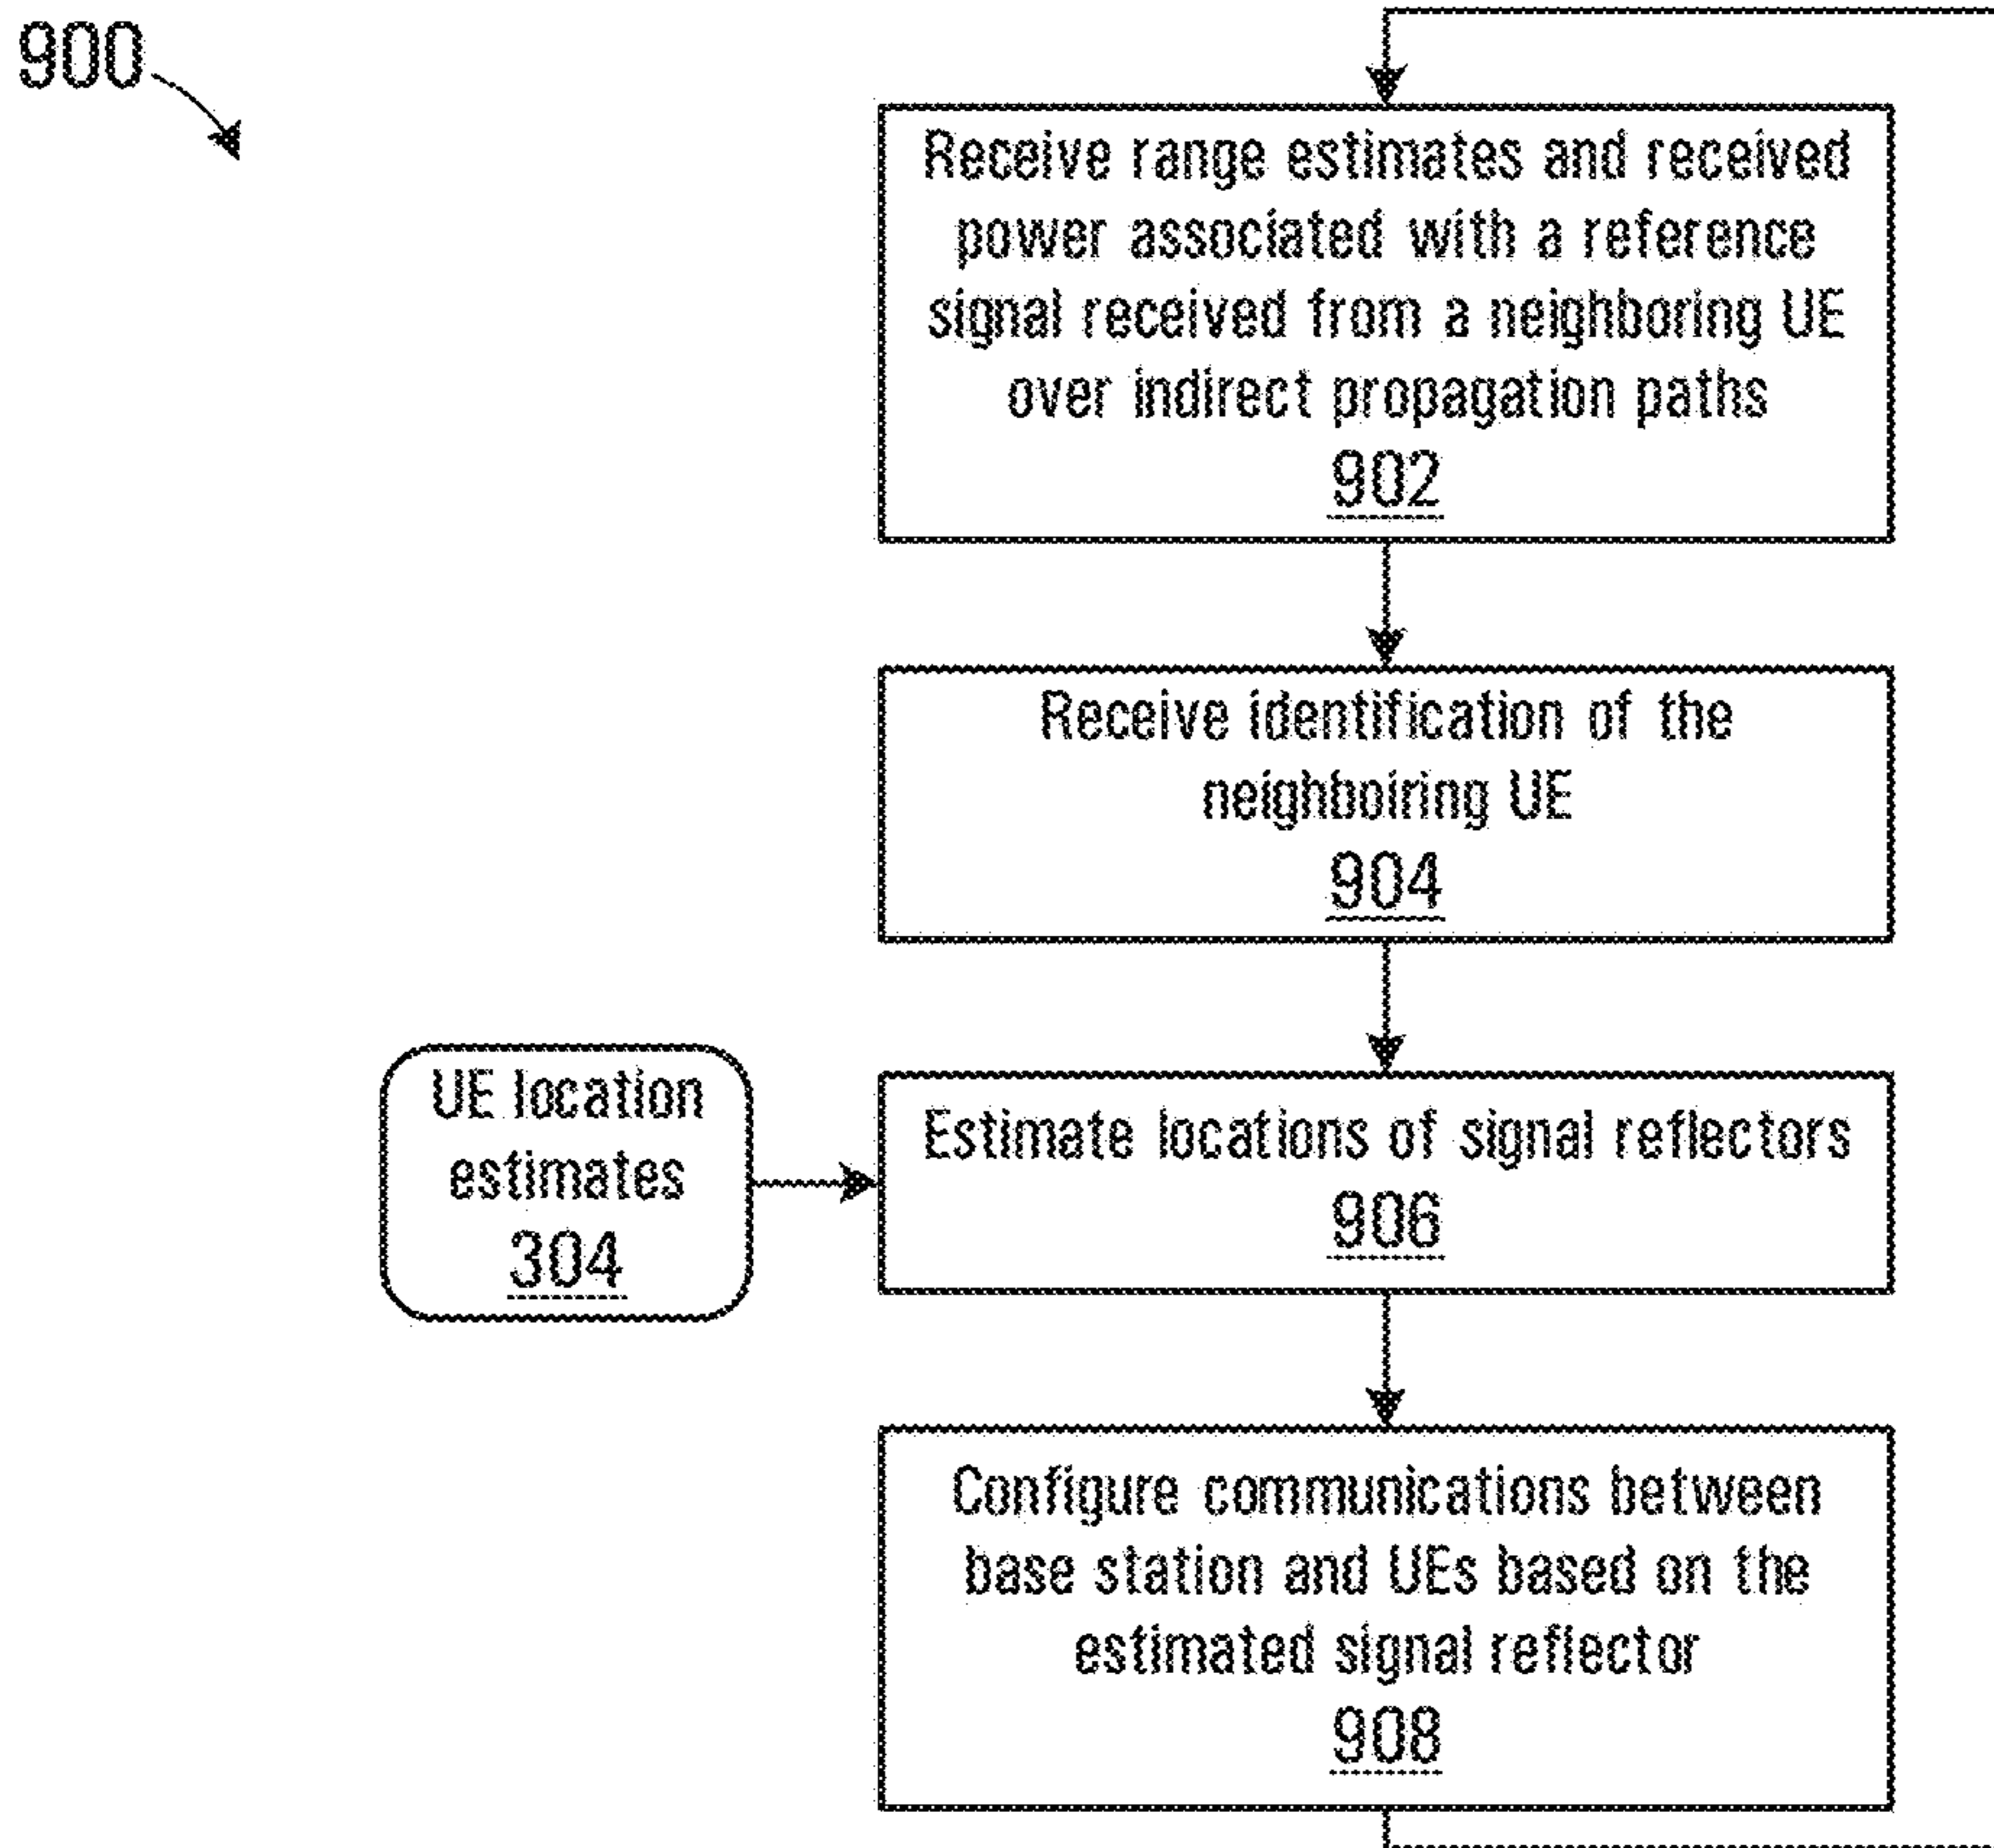 900
Receive range estimates and received
power associated with a reference
signal received from a neighboring UE
over indirect propagation paths
902
Receive identification of the
neighboiring UE
904
UE location
estimates
304
Estimate locations of signal reflectors
906
Configure communications between
base station and UEs based on the
estimated signal reflector
908